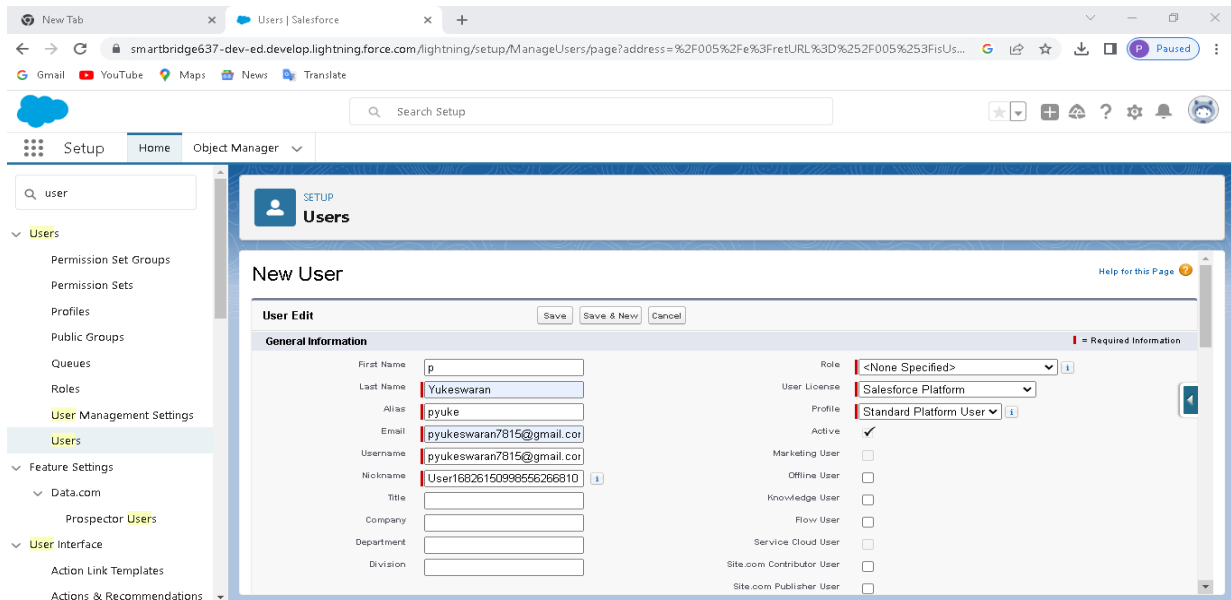 New Tab
Users | Salesforce
smartbridge637-dev-ed.develop.lightning.force.com/lightning/setup/ManageUsers/page?address=%2F005%2Fe%3FretURL%3D%252F005%253FisUs...
P Paused
Gmail YouTube Maps News Translate
Search Setup
Setup Home Object Manager
user
Users
Permission Set Groups
Permission Sets
Profiles
Public Groups
Queues
Roles
User Management Settings
Users
Feature Settings
Data.com
Prospector Users
User Interface
Action Link Templates
Actions & Recommendations
SETUP
Users
New User
Help for this Page ?
User Edit Save Save & New Cancel
General Information = Required Information
First Name p
Last Name Yukeswaran
Alias pyuke
Email pyukeswaran7815@gmail.cor
Username pyukeswaran7815@gmail.cor
Nickname User16826150998556266810 i
Title
Company
Department
Division
Role <None Specified> i
User License Salesforce Platform
Profile Standard Platform User i
Active
Marketing User
Offline User
Knowledge User
Flow User
Service Cloud User
Site.com Contributor User
Site.com Publisher User